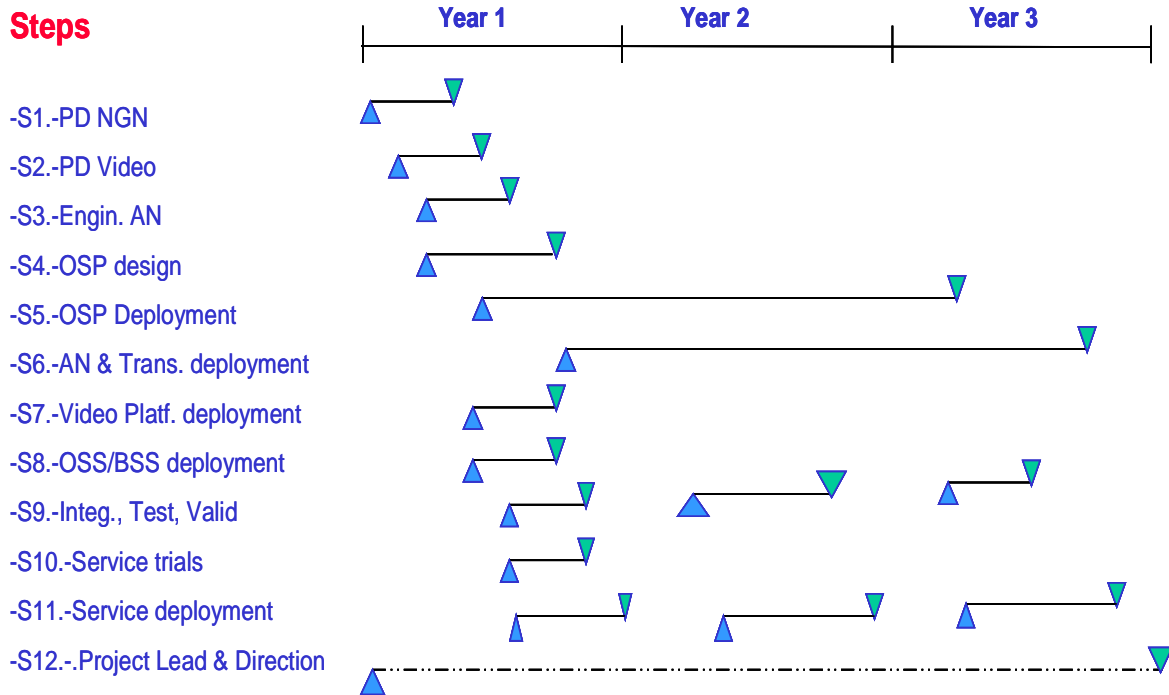 Steps
Year 1
Year 2
Year 3
-S1.-PD NGN
-S2.-PD Video
-S3.-Engin. AN
-S4.-OSP design
-S5.-OSP Deployment
-S6.-AN & Trans. deployment
-S7.-Video Platf. deployment
-S8.-OSS/BSS deployment
-S9.-Integ., Test, Valid
-S10.-Service trials
-S11.-Service deployment
-S12.-.Project Lead & Direction